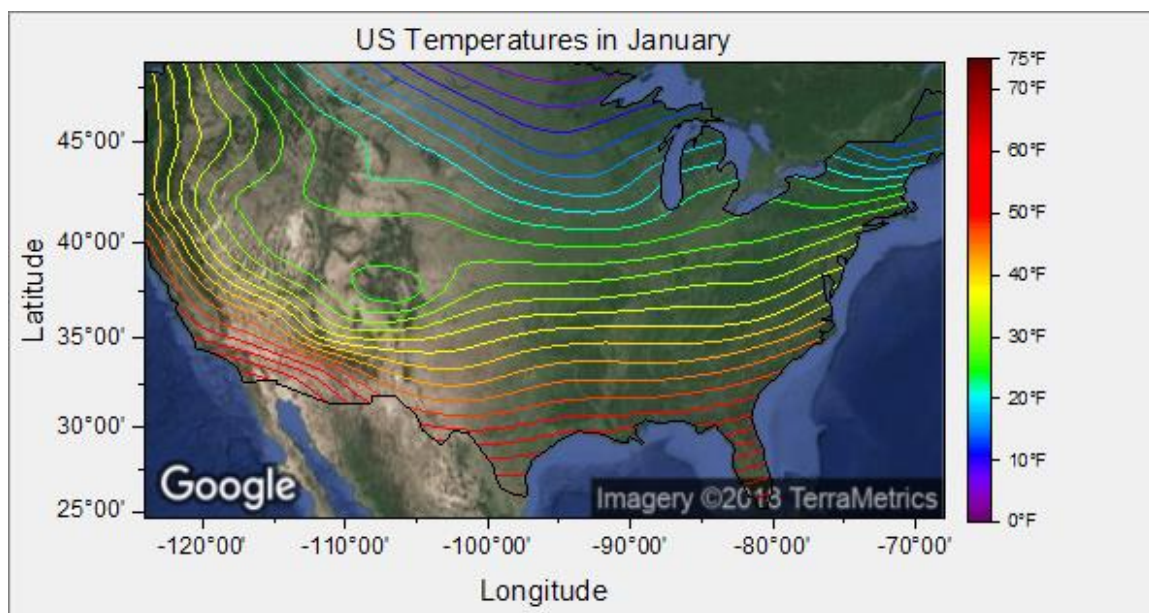 US Temperatures in January
75°F
70°F
60°F
50°F
40°F
30°F
20°F
10°F
0°F
Latitude
45°00'
40°00'
35°00'
30°00'
25°00'
Google
Imagery ©2018 TerraMetrics
-120°00' -110°00' -100°00' -90°00' -80°00' -70°00'
Longitude